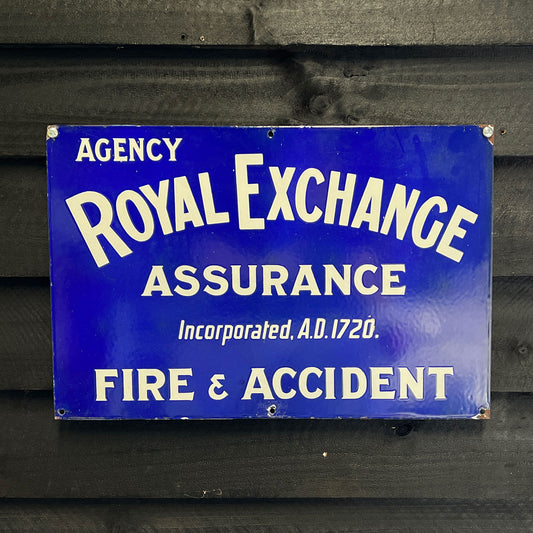 AGENCY
ROYAL EXCHANGE
ASSURANCE
Incorporated, A.D. 1720.
FIRE & ACCIDENT